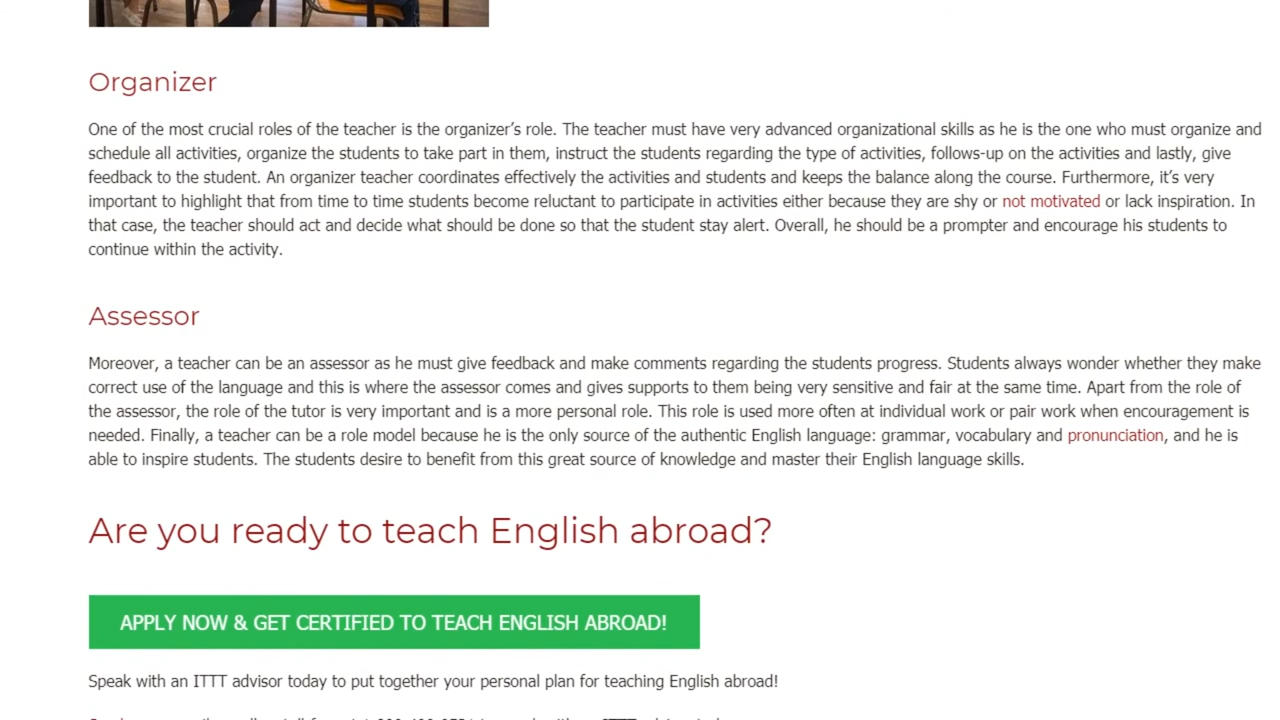 Organizer
One of the most crucial roles of the teacher is the organizer's role. The teacher must have very advanced organizational skills as he is the one who must organize and
schedule all activities, organize the students to take part in them, instruct the students regarding the type of activities, follows-up on the activities and lastly, give
feedback to the student. An organizer teacher coordinates effectively the activities and students and keeps the balance along the course. Furthermore, it's very
important to highlight that from time to time students become reluctant to participate in activities either because they are shy or not motivated or lack inspiration. In
that case, the teacher should act and decide what should be done so that the student stay alert. Overall, he should be a prompter and encourage his students to
continue within the activity.
Assessor
Moreover, a teacher can be an assessor as he must give feedback and make comments regarding the students progress. Students always wonder whether they make
correct use of the language and this is where the assessor comes and gives supports to them being very sensitive and fair at the same time. Apart from the role of
the assessor, the role of the tutor is very important and is a more personal role. This role is used more often at individual work or pair work when encouragement is
needed. Finally, a teacher can be a role model because he is the only source of the authentic English language: grammar, vocabulary and pronunciation, and he is
able to inspire students. The students desire to benefit from this great source of knowledge and master their English language skills.
Are you ready to teach English abroad?
APPLY NOW & GET CERTIFIED TO TEACH ENGLISH ABROAD!
Speak with an ITTT advisor today to put together your personal plan for teaching English abroad!